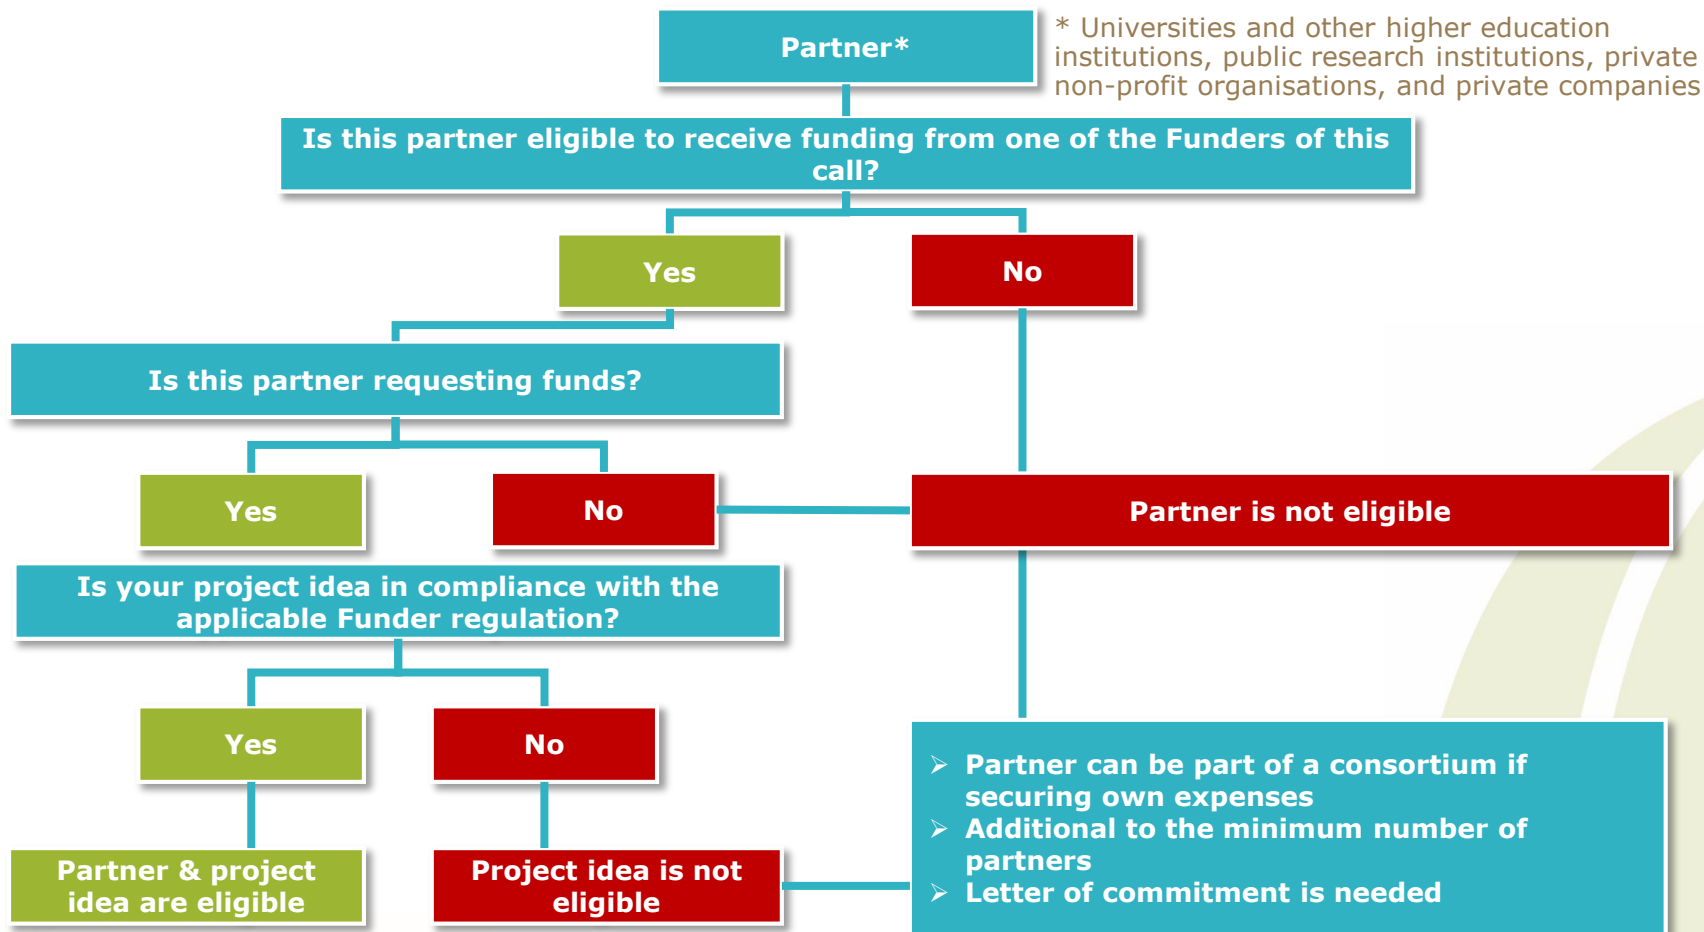 Partner*
* Universities and other higher education
institutions, public research institutions, private
non-profit organisations, and private companies
Is this partner eligible to receive funding from one of the Funders of this
call?
Yes
No
Is this partner requesting funds?
Yes
No
Partner is not eligible
Is your project idea in compliance with the
applicable Funder regulation?
Yes
No
Partner & project
idea are eligible
Project idea is not
eligible
➢ Partner can be part of a consortium if
securing own expenses
➢ Additional to the minimum number of
partners
➢ Letter of commitment is needed